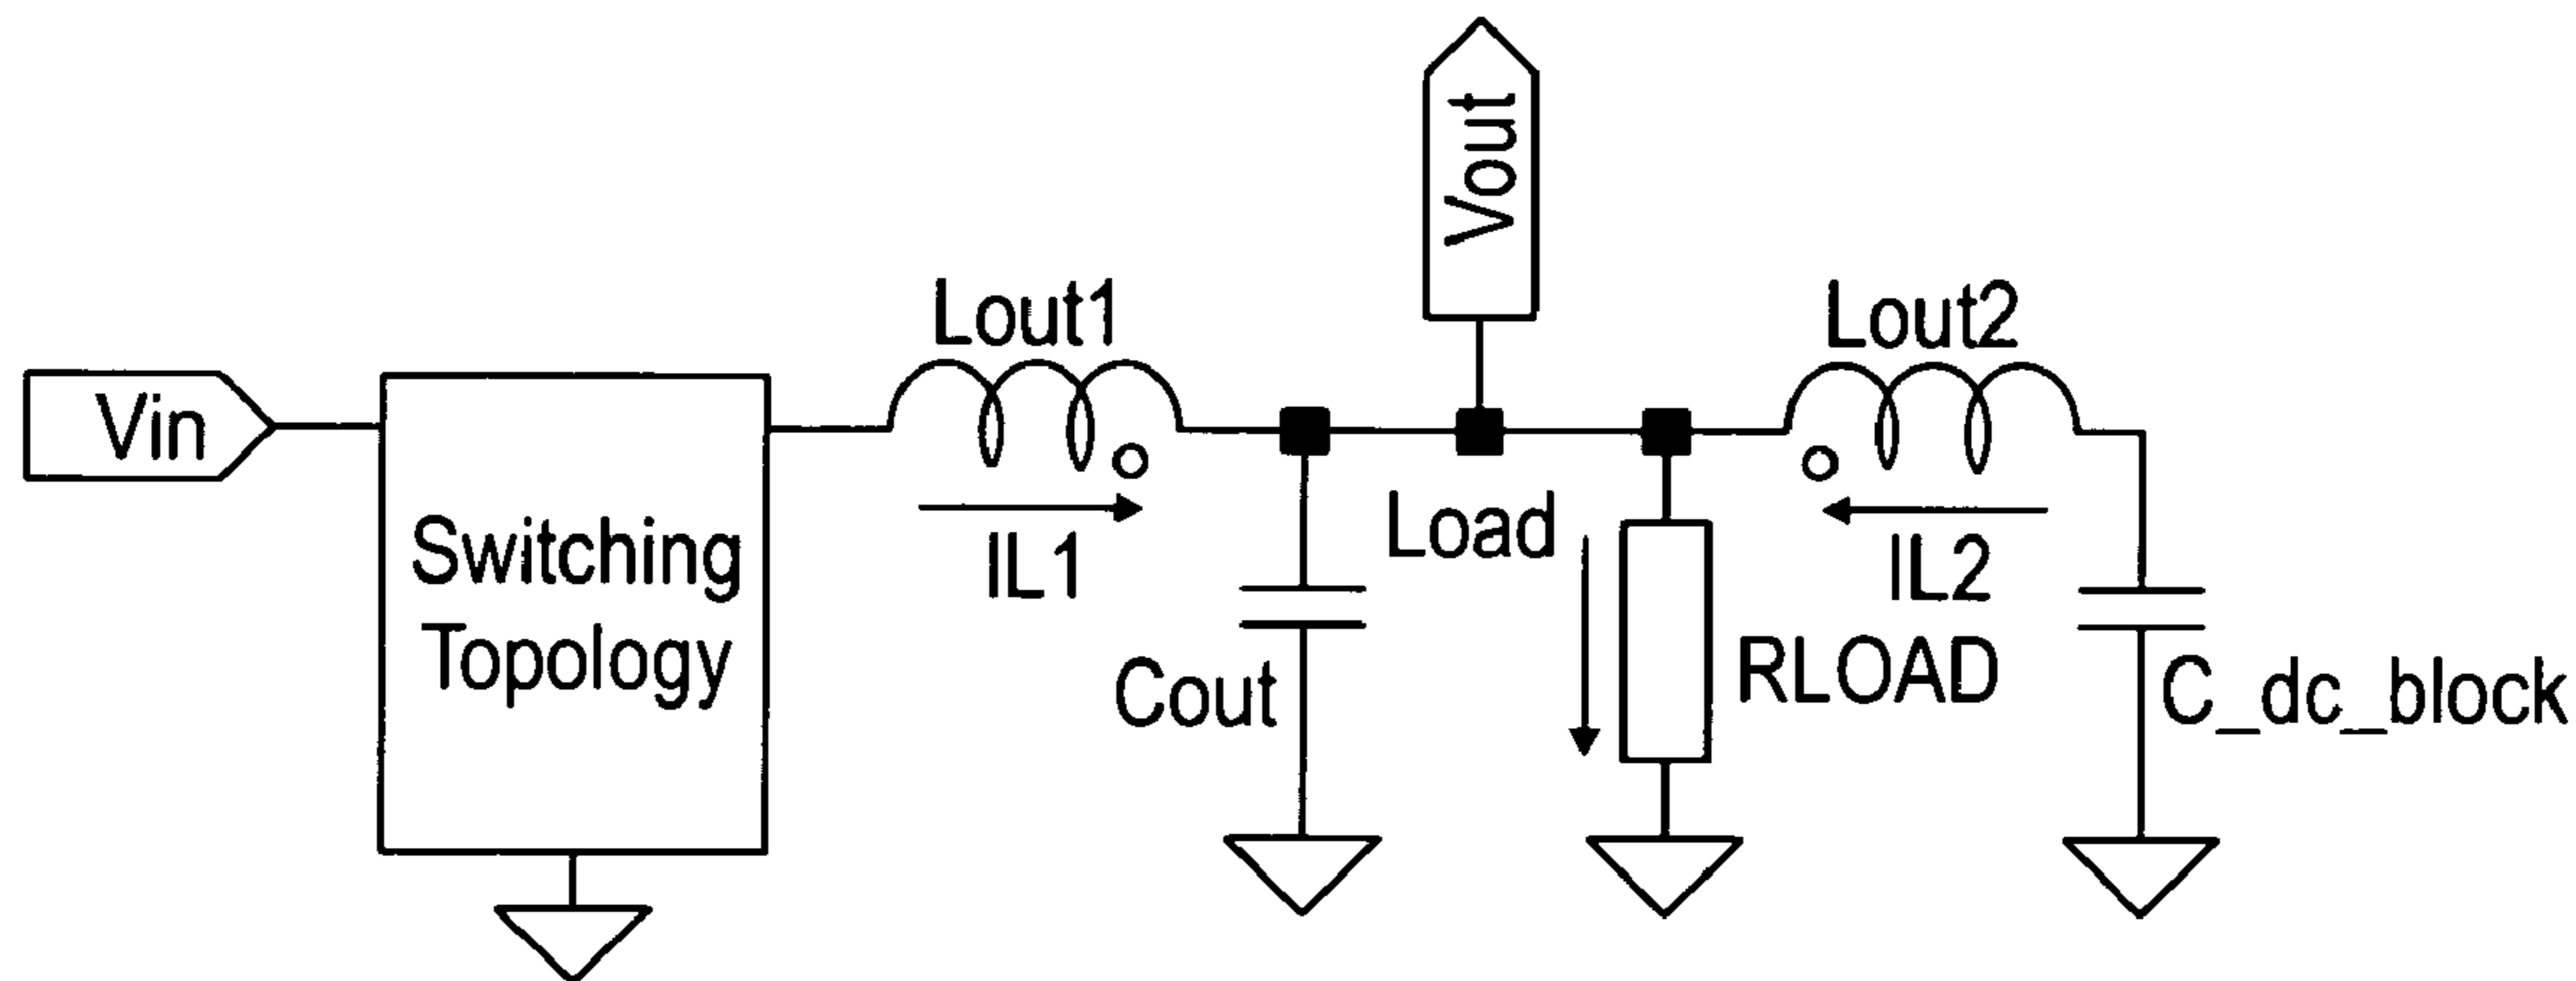 Vout
Lout1
Lout2
Vin
Switching
Topology
Load
IL1
IL2
Cout
RLOAD
C_dc_block